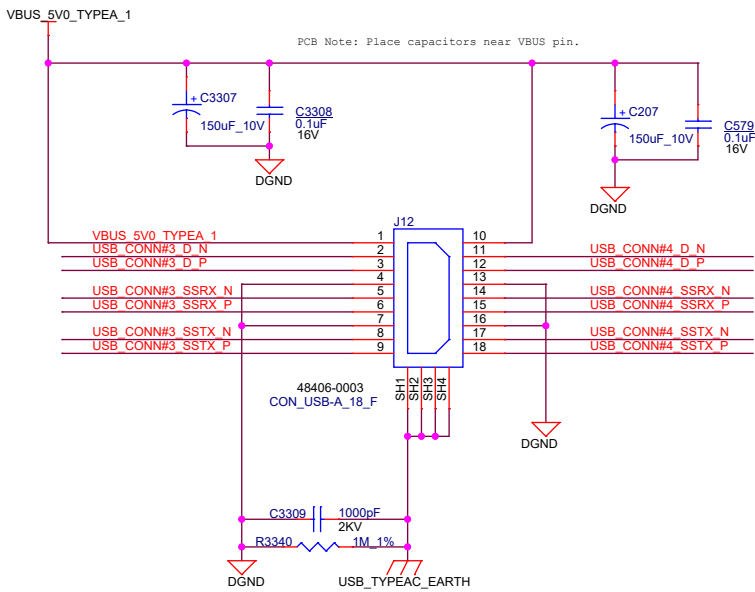 VBUS_5V0_TYPEA_1
PCB Note: Place capacitors near VBUS pin.
C3307
150uF_10V
C3308
0.1uF
16V
DGND
C207
150uF_10V
C579
0.1uF
16V
DGND
J12
VBUS_5V0_TYPEA_1 1 10
USB_CONN#3_D_N 2 11 USB_CONN#4_D_N
USB_CONN#3_D_P 3 12 USB_CONN#4_D_P
4 13
USB_CONN#3_SSRX_N 5 14 USB_CONN#4_SSRX_N
USB_CONN#3_SSRX_P 6 15 USB_CONN#4_SSRX_P
7 16
USB_CONN#3_SSTX_N 8 17 USB_CONN#4_SSTX_N
USB_CONN#3_SSTX_P 9 18 USB_CONN#4_SSTX_P
SH1 SH2 SH3 SH4
48406-0003
CON_USB-A_18_F
DGND
C3309 1000pF
2KV
R3340 1M_1%
DGND
USB_TYPEAC_EARTH